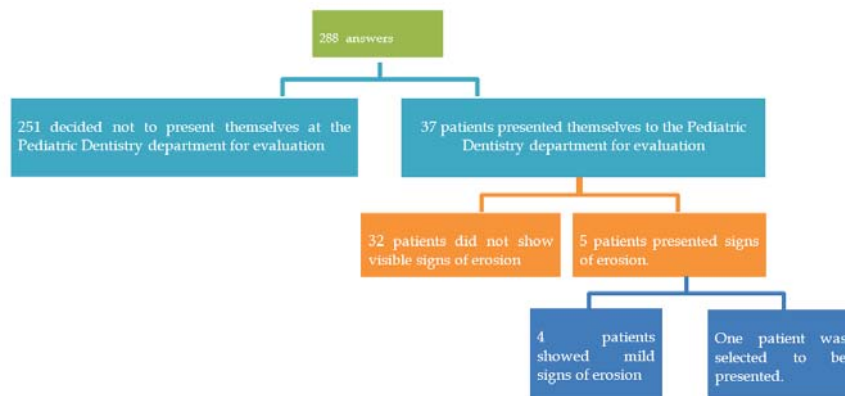 288 answers
251 decided not to present themselves at the
Pediatric Dentistry department for evaluation
37 patients presented themselves to the Pediatric
Dentistry department for evaluation
32 patients did not show
visible signs of erosion
5 patients presented signs
of erosion.
4 patients
showed mild
signs of erosion
One patient was
selected to be
presented.